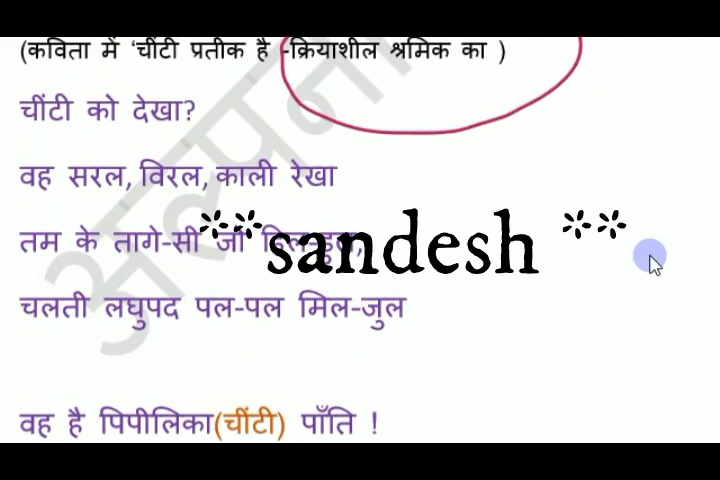 (कविता में 'चींटी प्रतीक है -क्रियाशील श्रमिक का )
चींटी को देखा?
वह सरल, विरल, काली रेखा
तम के तागे-सी जो हिल-डुल,
**sandesh **
चलती लघुपद पल-पल मिल-जुल
वह है पिपीलिका(चींटी) पाँति !